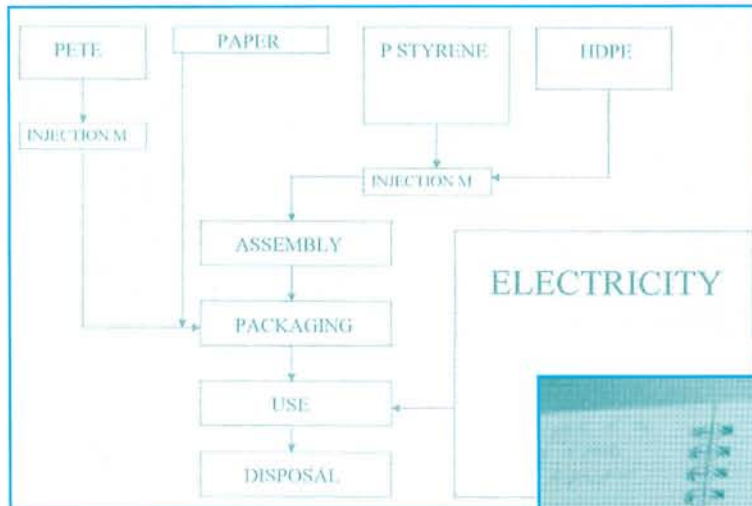 PETE
PAPER
P STYRENE
HDPE
INJECTION M
INJECTION M
ASSEMBLY
ELECTRICITY
PACKAGING
USE
DISPOSAL